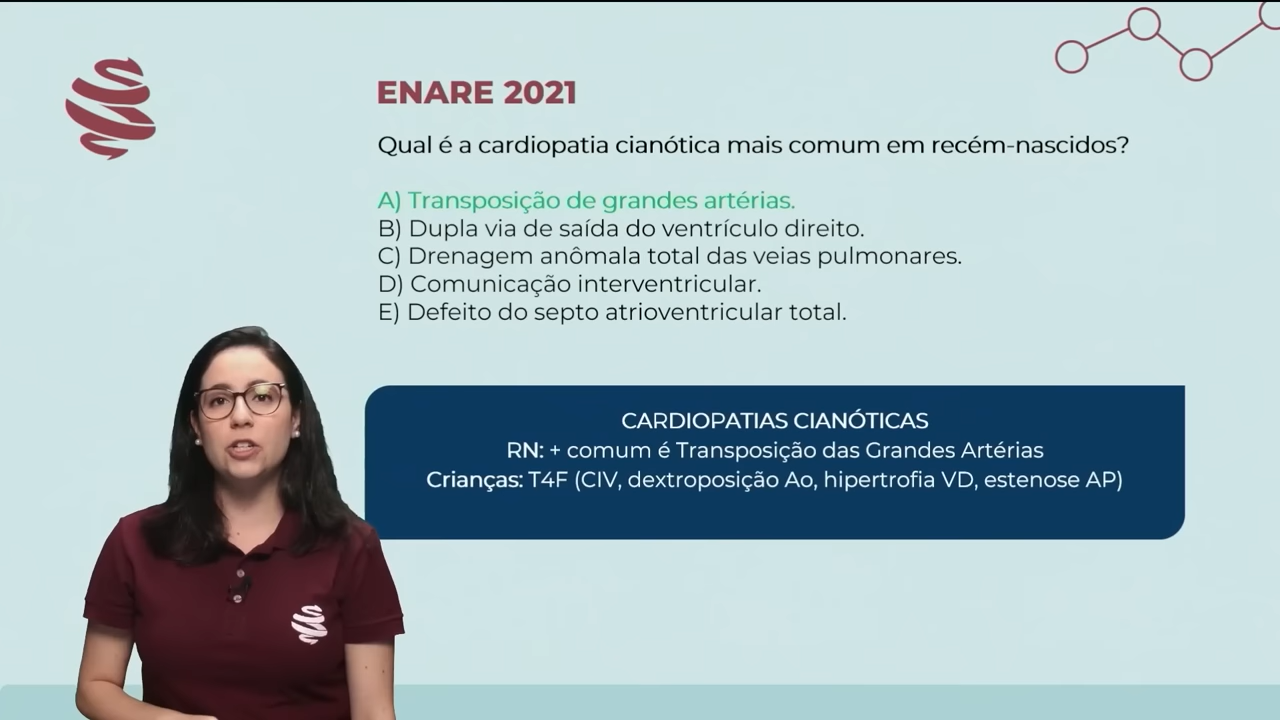 ENARE 2021
Qual é a cardiopatia cianótica mais comum em recém-nascidos?
A) Transposição de grandes artérias.
B) Dupla via de saída do ventrículo direito.
C) Drenagem anômala total das veias pulmonares.
D) Comunicação interventricular.
E) Defeito do septo atrioventricular total.
CARDIOPATIAS CIANÓTICAS
RN: + comum é Transposição das Grandes Artérias
Crianças: T4F (CIV, dextroposição Ao, hipertrofia VD, estenose AP)